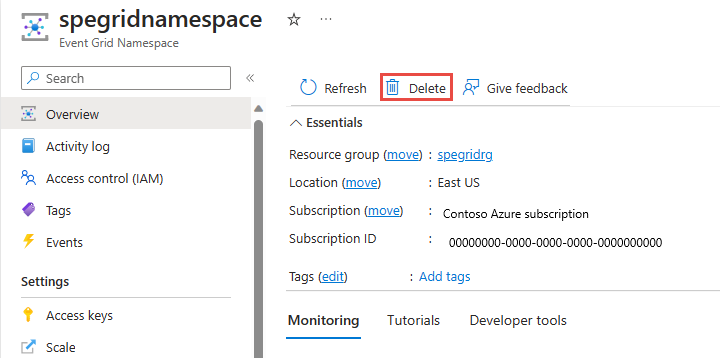 spegridnamespace
Event Grid Namespace
Search
Overview
Activity log
Access control (IAM)
Tags
Events
Settings
Access keys
Scale
Refresh Delete Give feedback
Essentials
Resource group (move) : spegridrg
Location (move) : East US
Subscription (move) : Contoso Azure subscription
Subscription ID : 00000000-0000-0000-0000-0000000000
Tags (edit) : Add tags
Monitoring Tutorials Developer tools